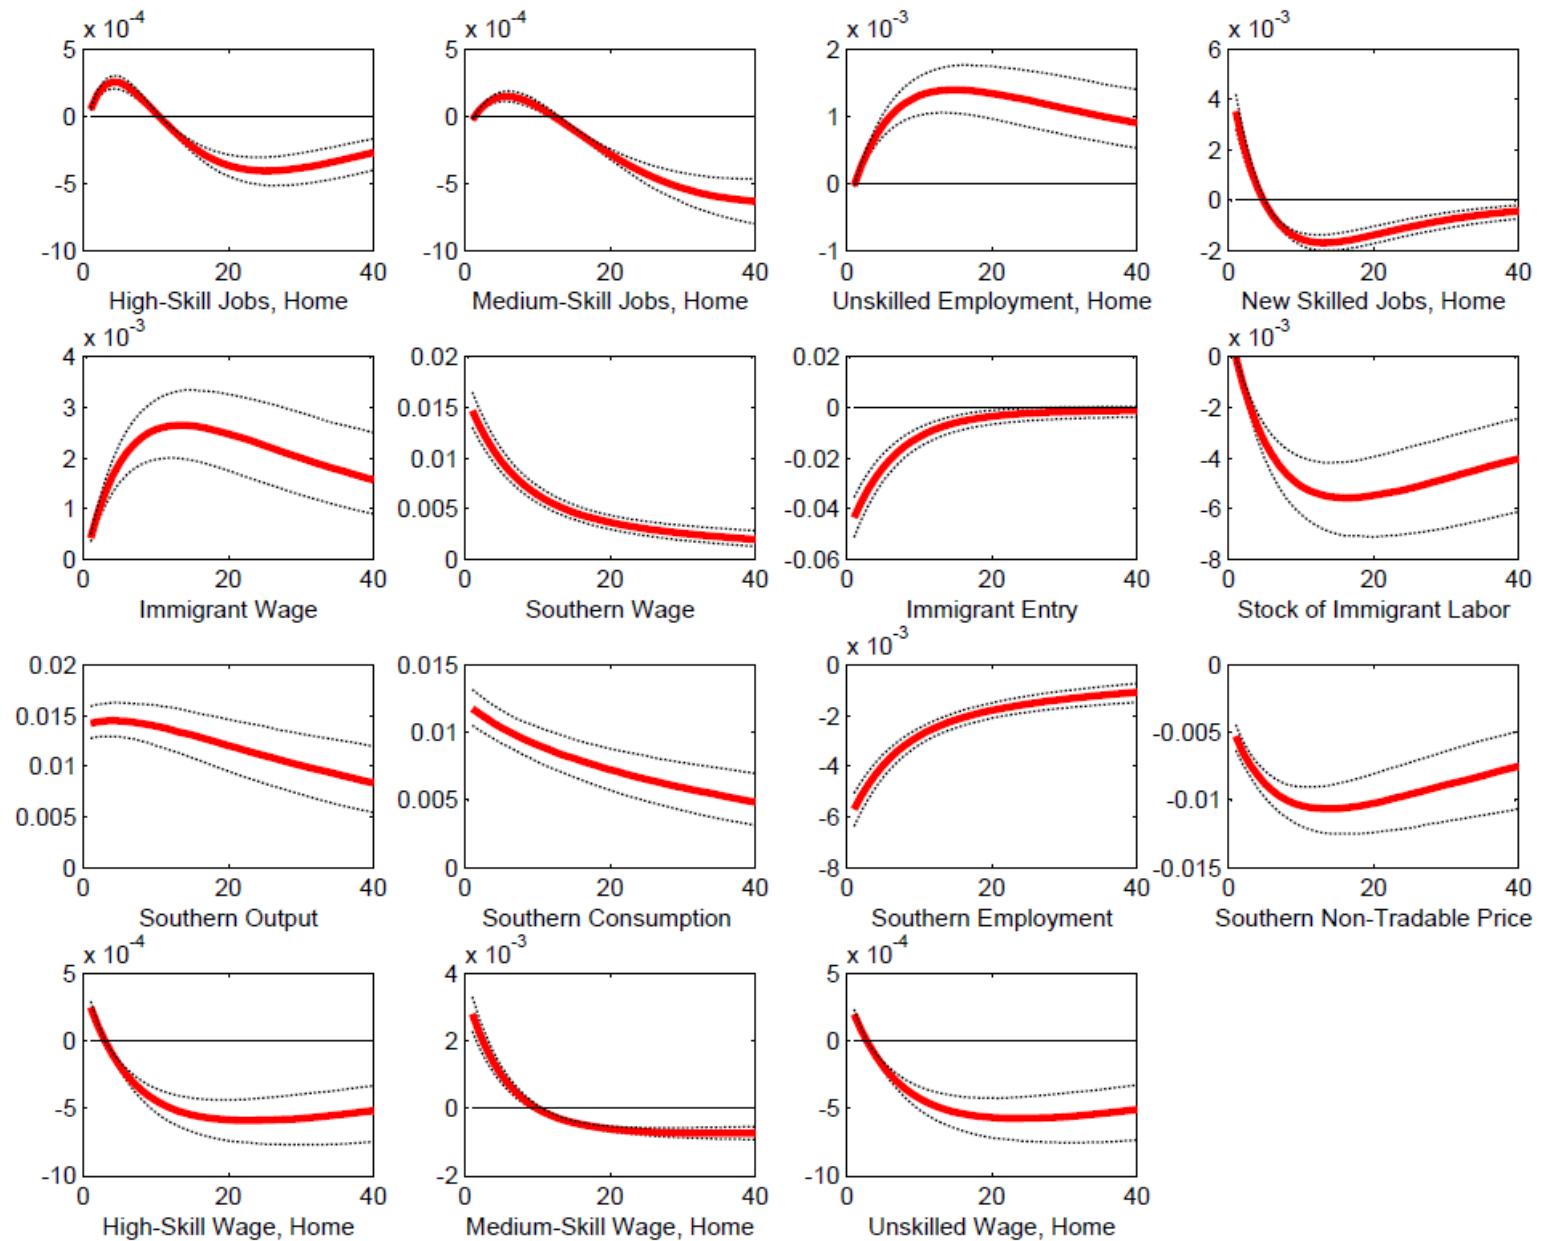 x 10-4 x 10-4 x 10-3 x 10-3
5 5 2 6
0 0 1 4
-5 -5 0 2
-10 -10 -1 0
-2
0 20 40 0 20 40 0 20 40 0 20 40
High-Skill Jobs, Home Medium-Skill Jobs, Home Unskilled Employment, Home New Skilled Jobs, Home
x 10-3 x 10-3
4 0.02 0.02 0
3 0.015 0 -2
2 0.01 -0.02 -4
1 0.005 -0.04 -6
0 0 -0.06 -8
0 20 40 0 20 40 0 20 40 0 20 40
Immigrant Wage Southern Wage Immigrant Entry Stock of Immigrant Labor
x 10-3
0.02 0.015 0 0
0.015 0.01 -2 -0.005
0.01 0.005 -4 -0.01
0.005 0 -6 -0.015
0 -8
0 20 40 0 20 40 0 20 40 0 20 40
Southern Output Southern Consumption Southern Employment Southern Non-Tradable Price
x 10-4 x 10-3 x 10-4
5 4 5
0 2 0
-5 0 -5
-10 -2 -10
0 20 40 0 20 40 0 20 40
High-Skill Wage, Home Medium-Skill Wage, Home Unskilled Wage, Home